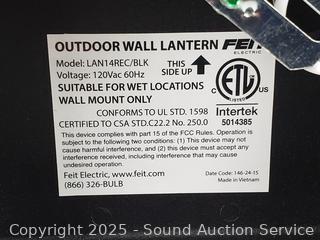 OUTDOOR WALL LANTERN FEIT
ELECTRIC
Model: LAN14REC/BLK
Voltage: 120Vac 60Hz
THIS
SIDE UP
SUITABLE FOR WET LOCATIONS
WALL MOUNT ONLY
ETL
C US
LISTED
Intertek
5014385
CONFORMS TO UL STD. 1598
CERTIFIED TO CSA STD.C22.2 No. 250.0
This device complies with part 15 of the FCC Rules. Operation is
subject to the following two conditions: (1) This device may not
cause harmful interference, and (2) this device must accept any
interference received, including interference that may cause
undesired operation.
Feit Electric, www.feit.com
(866) 326-BULB
Date Code: 146-24-15
Made in Vietnam
Copyright 2025 - Sound Auction Service